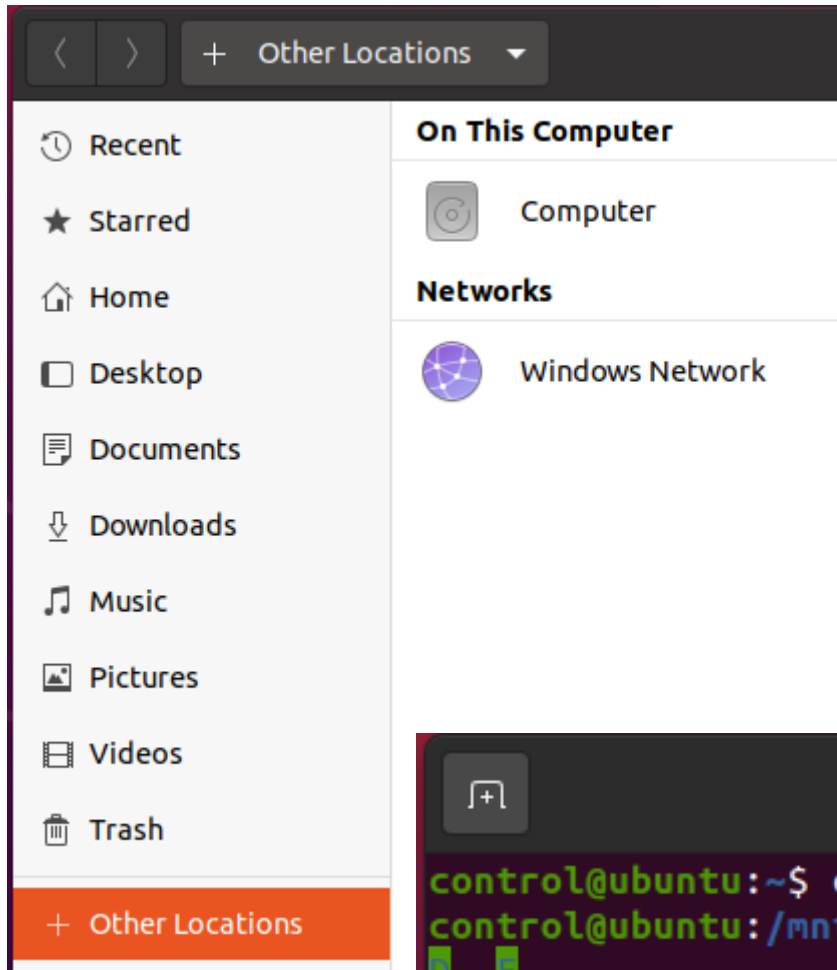 Other Locations
Recent
Starred
Home
Desktop
Documents
Downloads
Music
Pictures
Videos
Trash
+ Other Locations
On This Computer
Computer
Networks
Windows Network
control@ubuntu:~$
control@ubuntu:/mn
D E